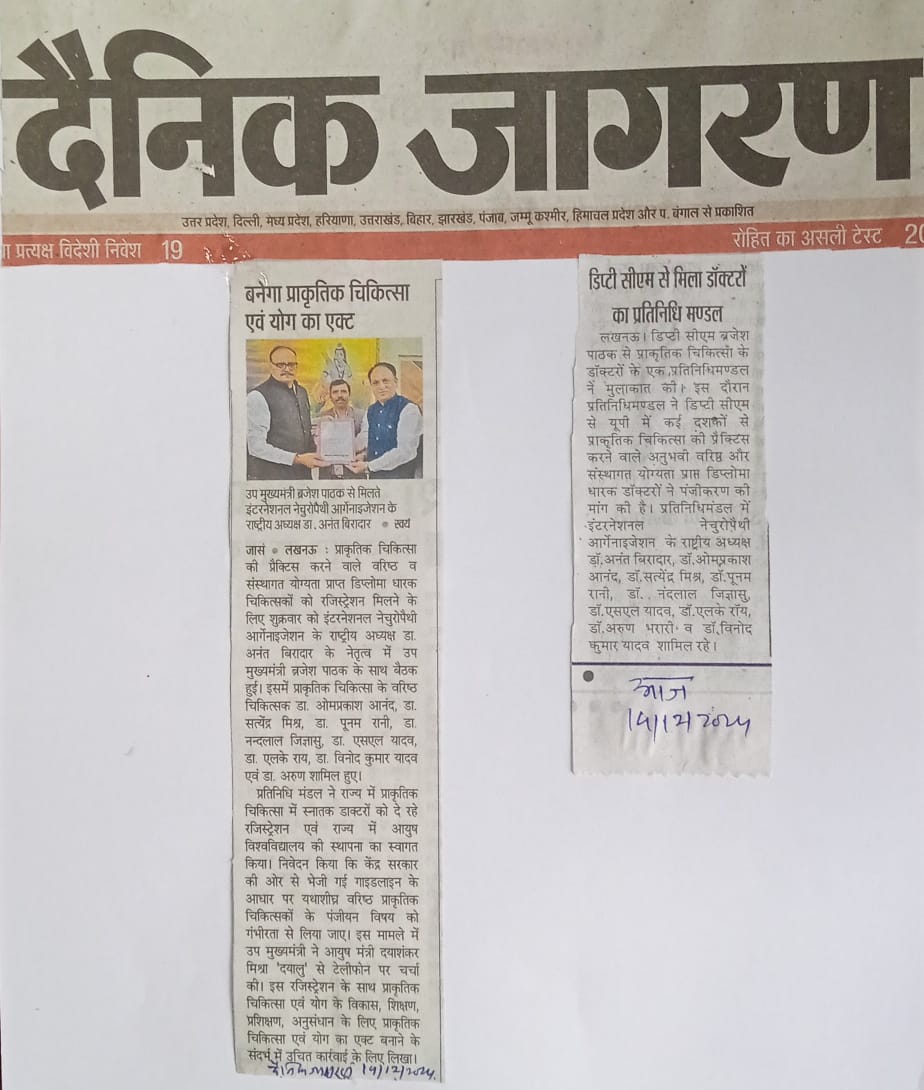 दैनिक जागरण
उत्तर प्रदेश, दिल्ली, मध्य प्रदेश, हरियाणा, उत्तराखंड, बिहार, झारखंड, पंजाब, जम्मू कश्मीर, हिमाचल प्रदेश और प. बंगाल से प्रकाशित
प्रत्यक्ष विदेशी निवेश 19
रोहित का असली टेस्ट
बनेगा प्राकृतिक चिकित्सा
एवं योग का एक्ट
उप मुख्यमंत्री ब्रजेश पाठक से मिलते
इंटरनेशनल नेचुरोपैथी आर्गेनाइजेशन के
राष्ट्रीय अध्यक्ष डा. अनंत बिरादार ● स्वयं
जासं ● लखनऊ : प्राकृतिक चिकित्सा
की प्रैक्टिस करने वाले वरिष्ठ व
संस्थागत योग्यता प्राप्त डिप्लोमा धारक
चिकित्सकों को रजिस्ट्रेशन मिलने के
लिए शुक्रवार को इंटरनेशनल नेचुरोपैथी
आर्गेनाइजेशन के राष्ट्रीय अध्यक्ष डा.
अनंत बिरादार के नेतृत्व में उप
मुख्यमंत्री ब्रजेश पाठक के साथ बैठक
हुई। इसमें प्राकृतिक चिकित्सा के वरिष्ठ
चिकित्सक डा. ओमप्रकाश आनंद, डा.
सत्येंद्र मिश्र, डा. पूनम रानी, डा.
नन्दलाल जिज्ञासु, डा. एसएल यादव,
डा. एलके राय, डा. विनोद कुमार यादव
एवं डा. अरुण शामिल हुए।
प्रतिनिधि मंडल ने राज्य में प्राकृतिक
चिकित्सा में स्नातक डाक्टरों को दे रहे
रजिस्ट्रेशन एवं राज्य में आयुष
विश्वविद्यालय की स्थापना का स्वागत
किया। निवेदन किया कि केंद्र सरकार
की ओर से भेजी गई गाइडलाइन के
आधार पर यथाशीघ्र वरिष्ठ प्राकृतिक
चिकित्सकों के पंजीयन विषय को
गंभीरता से लिया जाए। इस मामले में
उप मुख्यमंत्री ने आयुष मंत्री दयाशंकर
मिश्रा 'दयालु' से टेलीफोन पर चर्चा
की। इस रजिस्ट्रेशन के साथ प्राकृतिक
चिकित्सा एवं योग के विकास, शिक्षण,
प्रशिक्षण, अनुसंधान के लिए प्राकृतिक
चिकित्सा एवं योग का एक्ट बनाने के
संदर्भ में उचित कार्रवाई के लिए लिखा।
दैनिक जागरण 14/12/2024
डिप्टी सीएम से मिला डॉक्टरों
का प्रतिनिधि मण्डल
लखनऊ। डिप्टी सीएम ब्रजेश
पाठक से प्राकृतिक चिकित्सा के
डॉक्टरों के एक प्रतिनिधिमण्डल
ने मुलाकात की। इस दौरान
प्रतिनिधिमण्डल ने डिप्टी सीएम
से यूपी में कई दशकों से
प्राकृतिक चिकित्सा की प्रैक्टिस
करने वाले अनुभवी वरिष्ठ और
संस्थागत योग्यता प्राप्त डिप्लोमा
धारक डॉक्टरों ने पंजीकरण की
मांग की है। प्रतिनिधिमंडल में
इंटरनेशनल नेचुरोपैथी
आर्गेनाइजेशन के राष्ट्रीय अध्यक्ष
डॉ.अनंत बिरादार, डॉ.ओमप्रकाश
आनंद, डॉ.सत्येंद्र मिश्र, डॉ.पूनम
रानी, डॉ. नंदलाल जिज्ञासु,
डॉ.एसएल यादव, डॉ.एलके रॉय,
डॉ.अरुण भरारी व डॉ.विनोद
कुमार यादव शामिल रहे।
आज
14/12/2024